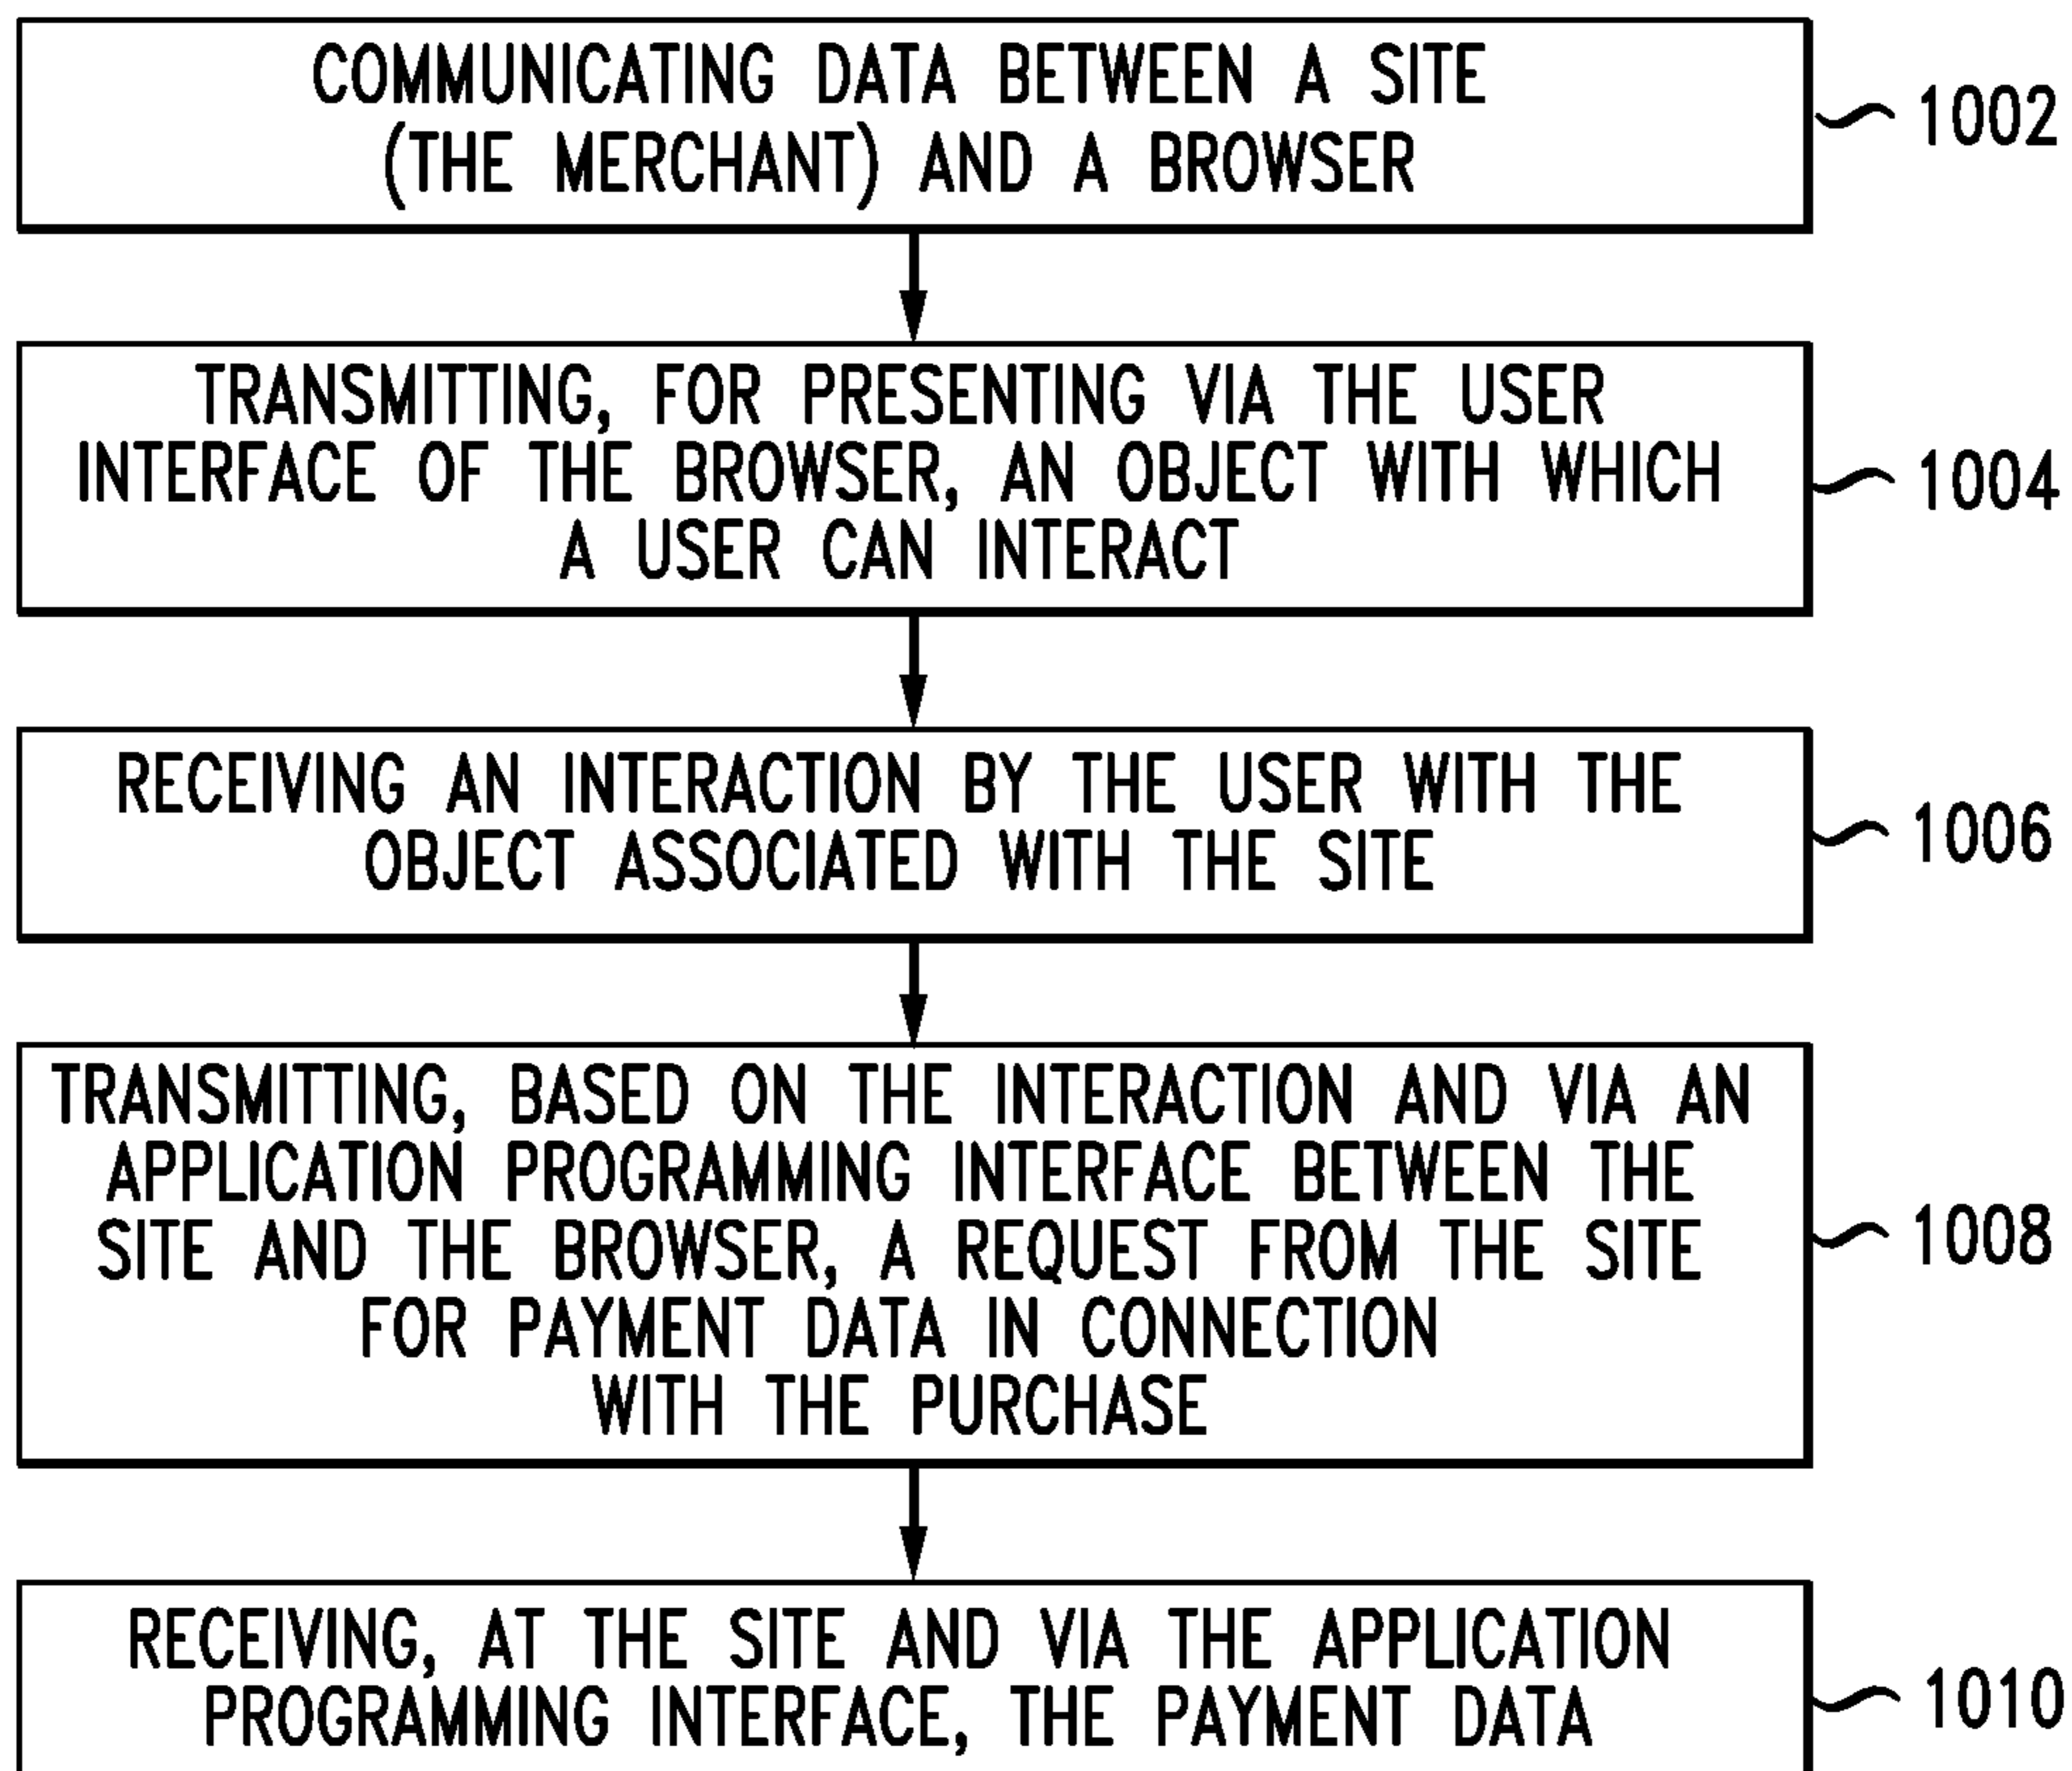 COMMUNICATING DATA BETWEEN A SITE
(THE MERCHANT) AND A BROWSER
1002
TRANSMITTING, FOR PRESENTING VIA THE USER
INTERFACE OF THE BROWSER, AN OBJECT WITH WHICH
A USER CAN INTERACT
1004
RECEIVING AN INTERACTION BY THE USER WITH THE
OBJECT ASSOCIATED WITH THE SITE
1006
TRANSMITTING, BASED ON THE INTERACTION AND VIA AN
APPLICATION PROGRAMMING INTERFACE BETWEEN THE
SITE AND THE BROWSER, A REQUEST FROM THE SITE
FOR PAYMENT DATA IN CONNECTION
WITH THE PURCHASE
1008
RECEIVING, AT THE SITE AND VIA THE APPLICATION
PROGRAMMING INTERFACE, THE PAYMENT DATA
1010